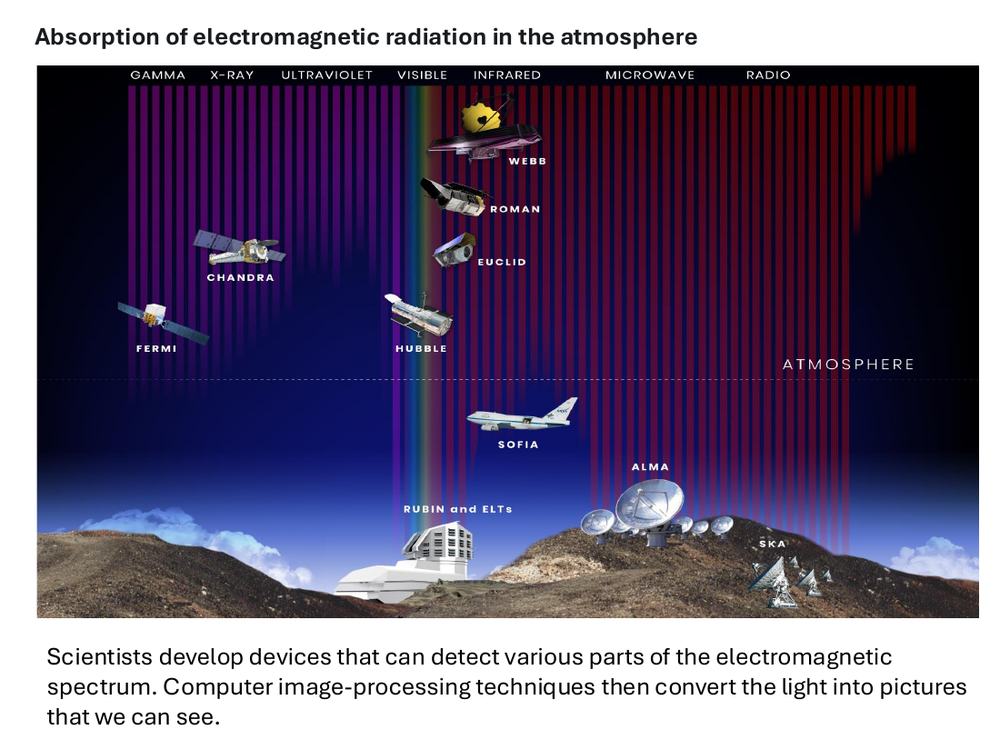 Absorption of electromagnetic radiation in the atmosphere
GAMMA X-RAY ULTRAVIOLET VISIBLE INFRARED MICROWAVE RADIO
WEBB
ROMAN
EUCLID
CHANDRA
FERMI
HUBBLE
ATMOSPHERE
SOFIA
ALMA
RUBIN and ELTs
SKA
Scientists develop devices that can detect various parts of the electromagnetic
spectrum. Computer image-processing techniques then convert the light into pictures
that we can see.